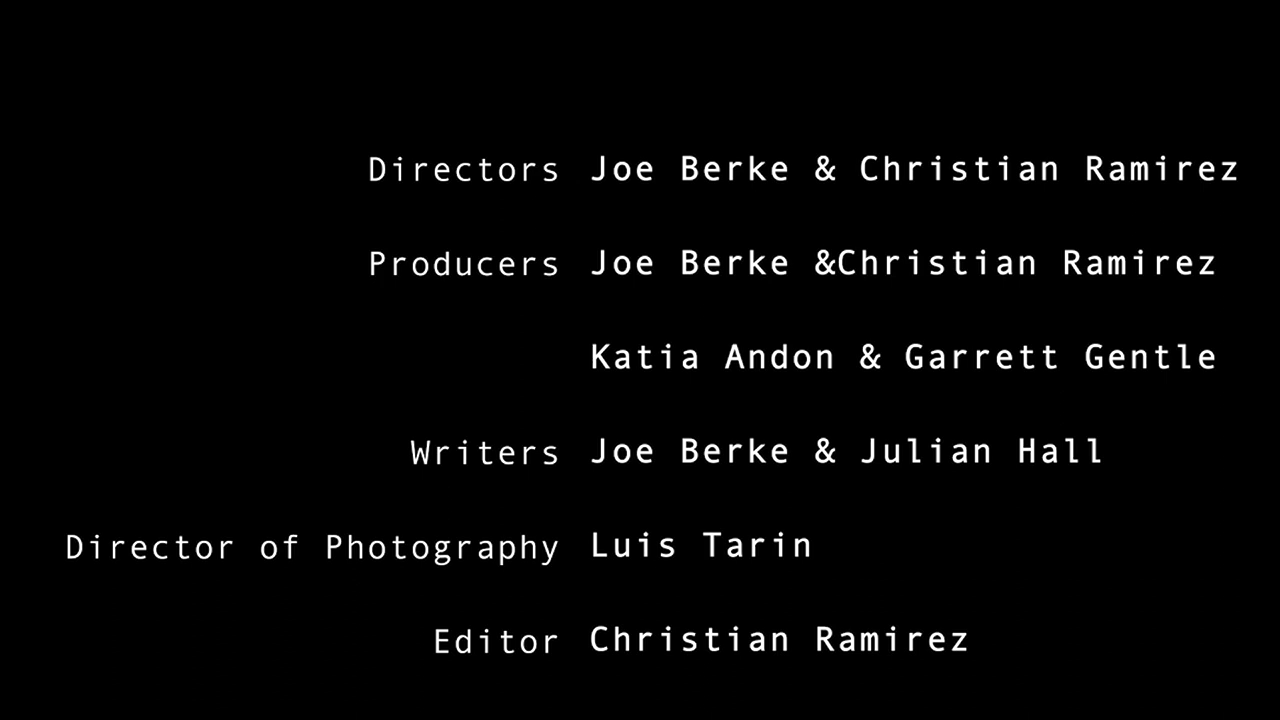 Directors Joe Berke & Christian Ramirez
Producers Joe Berke &Christian Ramirez
Katia Andon & Garrett Gentle
Writers Joe Berke & Julian Hall
Director of Photography Luis Tarin
Editor Christian Ramirez